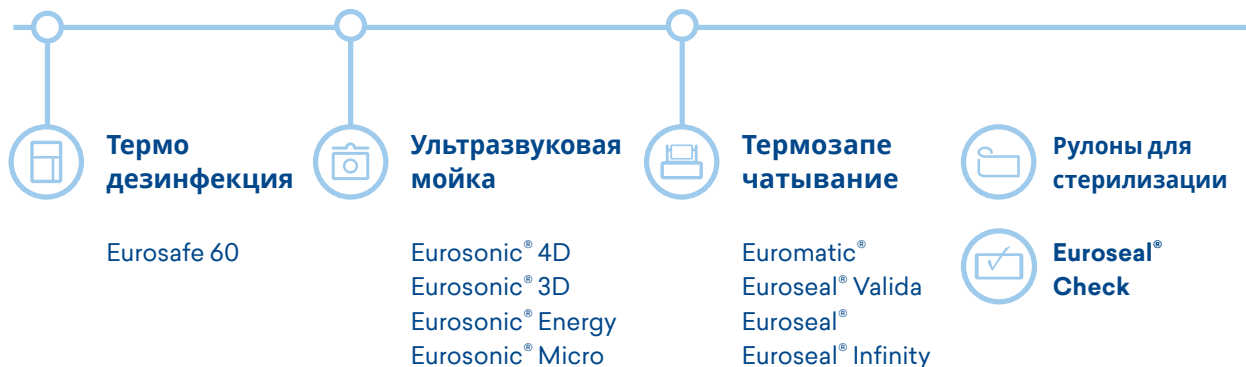 Термо
дезинфекция
Eurosafe 60
Ультразвуковая
мойка
Eurosonic® 4D
Eurosonic® 3D
Eurosonic® Energy
Eurosonic® Micro
Термозапе
чатывание
Euromatic®
Euroseal® Valida
Euroseal®
Euroseal® Infinity
Рулоны для
стерилизации
Euroseal®
Check